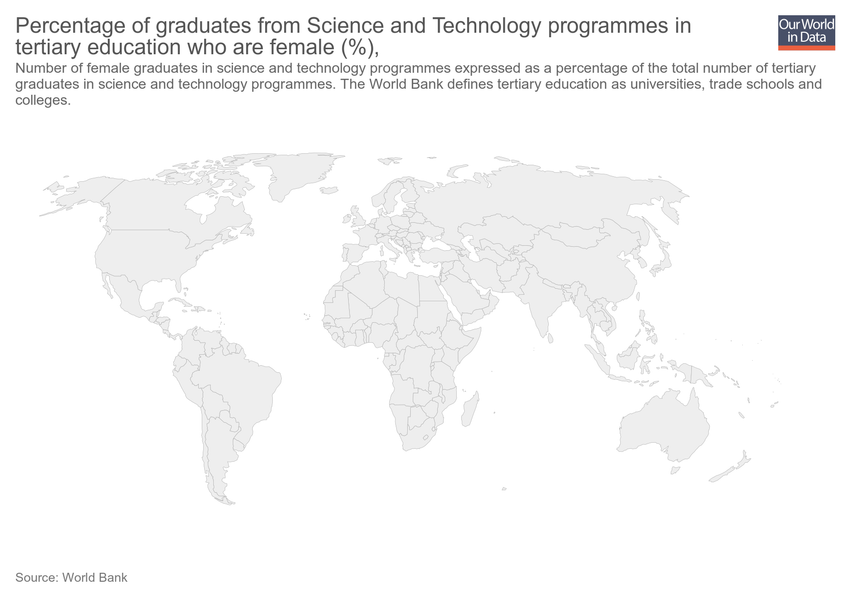 Percentage of graduates from Science and Technology programmes in
tertiary education who are female (%),
Our World
in Data
Number of female graduates in science and technology programmes expressed as a percentage of the total number of tertiary
graduates in science and technology programmes. The World Bank defines tertiary education as universities, trade schools and
colleges.
Source: World Bank